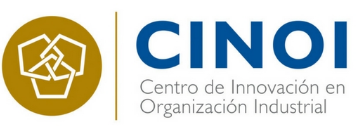 CINOI
Centro de Innovación en
Organización Industrial